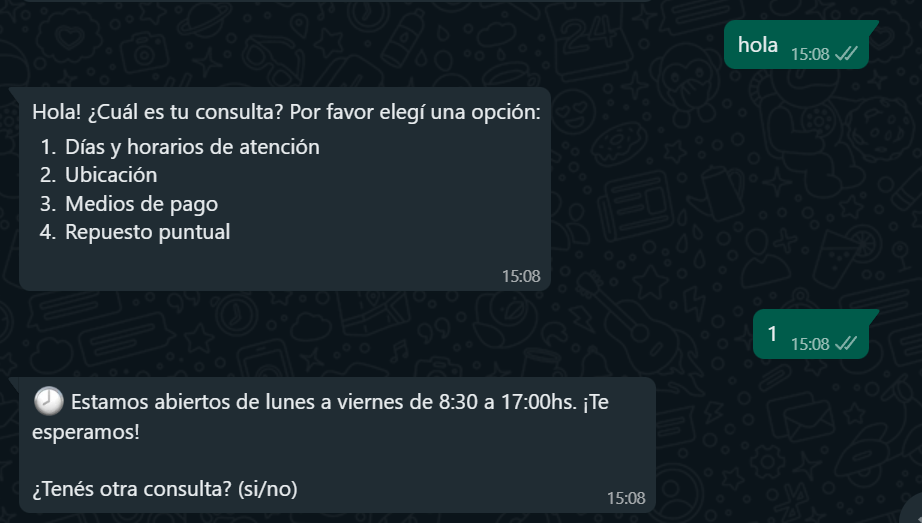 hola
15:08
Hola! ¿Cuál es tu consulta? Por favor elegí una opción:
1. Días y horarios de atención
2. Ubicación
3. Medios de pago
4. Repuesto puntual
15:08
1
15:08
Estamos abiertos de lunes a viernes de 8:30 a 17:00hs. ¡Te
esperamos!
¿Tenés otra consulta? (si/no)
15:08